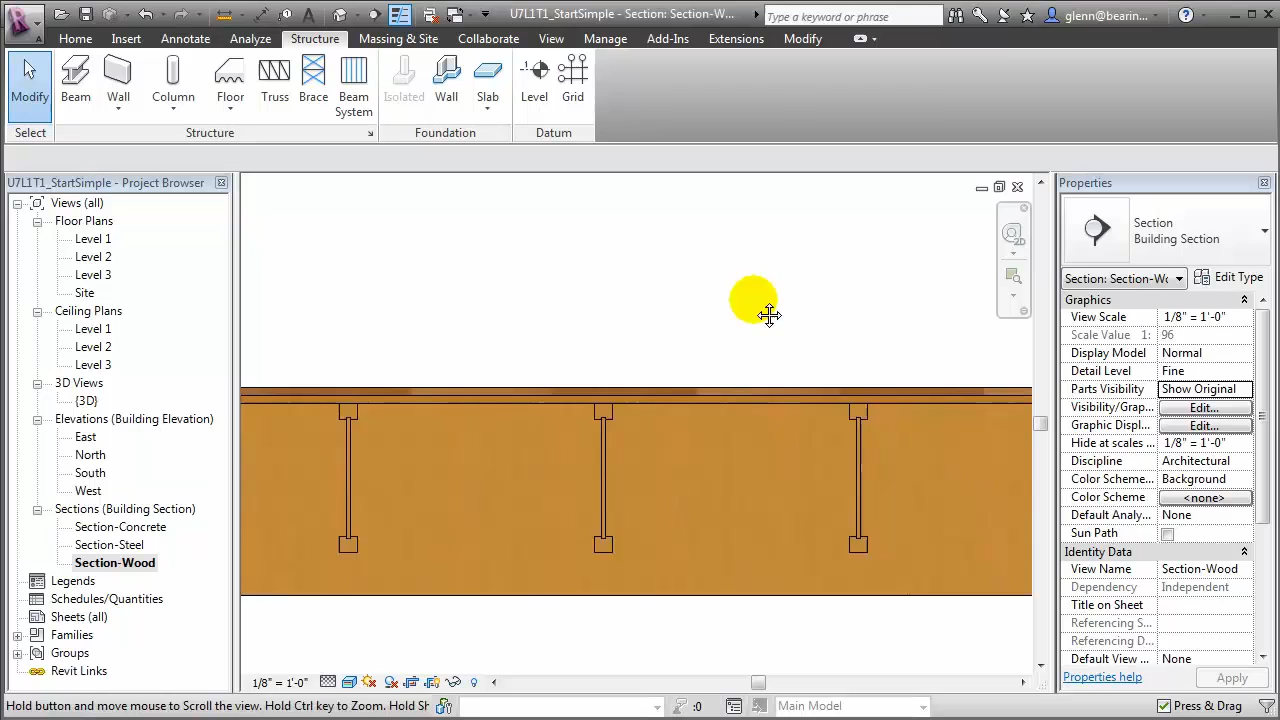 U7L1T1_StartSimple - Section: Section-W...
Type a keyword or phrase
glenn@bearin...
Home Insert Annotate Analyze Structure Massing & Site Collaborate View Manage Add-Ins Extensions Modify
Modify Beam Wall Column Floor Truss Brace Beam System Isolated Wall Slab Level Grid
Select Structure Foundation Datum
U7L1T1_StartSimple - Project Browser
Views (all)
Floor Plans
Level 1
Level 2
Level 3
Site
Ceiling Plans
Level 1
Level 2
Level 3
3D Views
{3D}
Elevations (Building Elevation)
East
North
South
West
Sections (Building Section)
Section-Concrete
Section-Steel
Section-Wood
Legends
Schedules/Quantities
Sheets (all)
Families
Groups
Revit Links
2D
Properties
Section
Building Section
Section: Section-Wo Edit Type
Graphics
View Scale 1/8" = 1'-0"
Scale Value 1: 96
Display Model Normal
Detail Level Fine
Parts Visibility Show Original
Visibility/Grap... Edit...
Graphic Displ... Edit...
Hide at scales ... 1/8" = 1'-0"
Discipline Architectural
Color Scheme... Background
Color Scheme <none>
Default Analy... None
Sun Path
Identity Data
View Name Section-Wood
Dependency Independent
Title on Sheet
Referencing S...
Referencing D...
Default View ... None
Properties help Apply
1/8" = 1'-0"
Hold button and move mouse to Scroll the view. Hold Ctrl key to Zoom. Hold Sh
:0
Main Model
Press & Drag